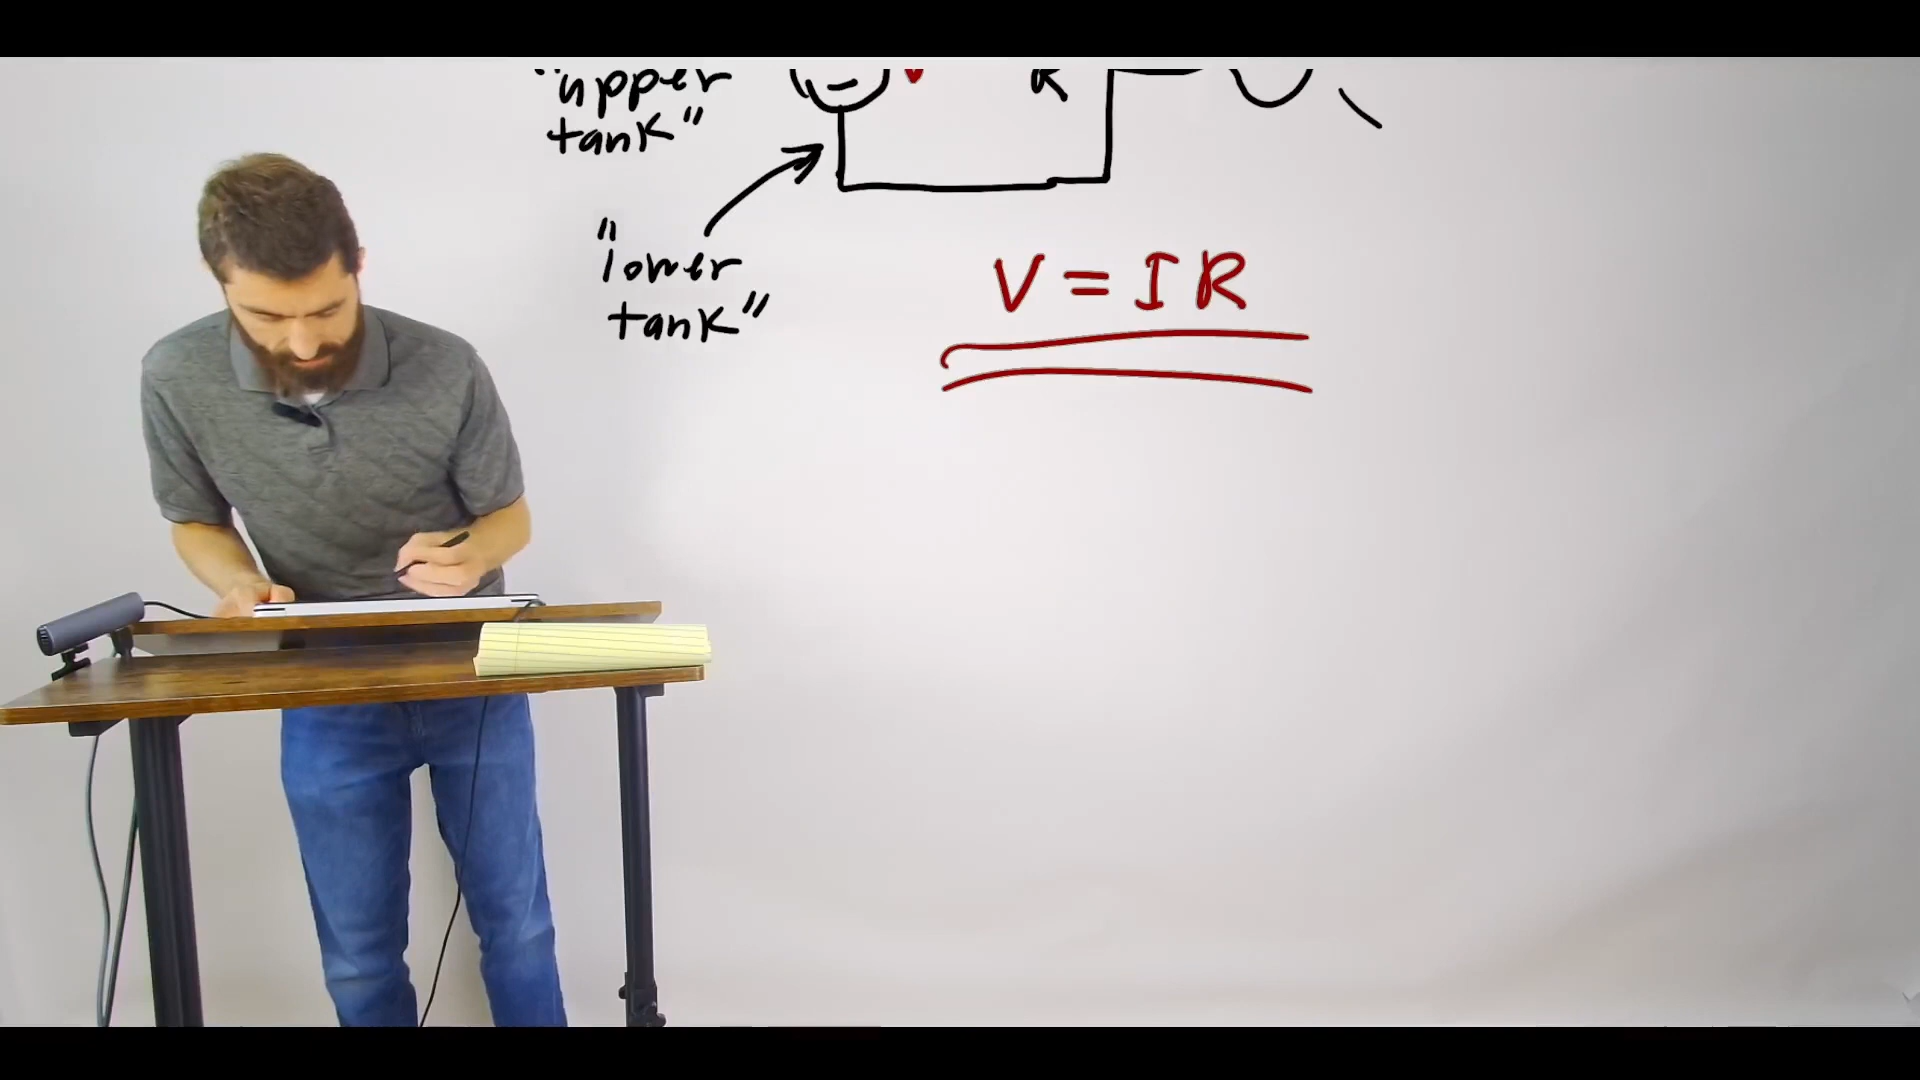 "upper
tank"
V
R
"lower
tank"
V = I R